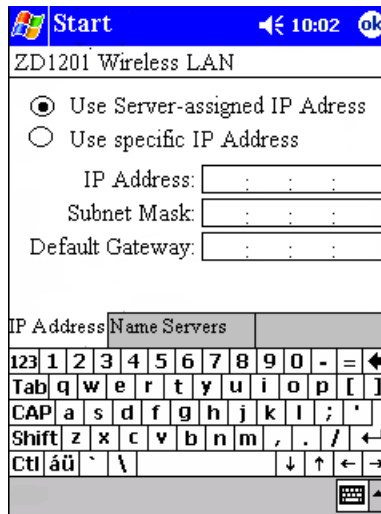 Start 10:02 ok
ZD1201 Wireless LAN
Use Server-assigned IP Adress
Use specific IP Address
IP Address: : : :
Subnet Mask: : : :
Default Gateway: : : :
IP Address Name Servers
123 1 2 3 4 5 6 7 8 9 0 - =
Tab q w e r t y u i o p [ ]
CAP a s d f g h j k l ; '
Shift z x c v b n m , . /
Ctl áü ` \ ↓ ↑ ← →